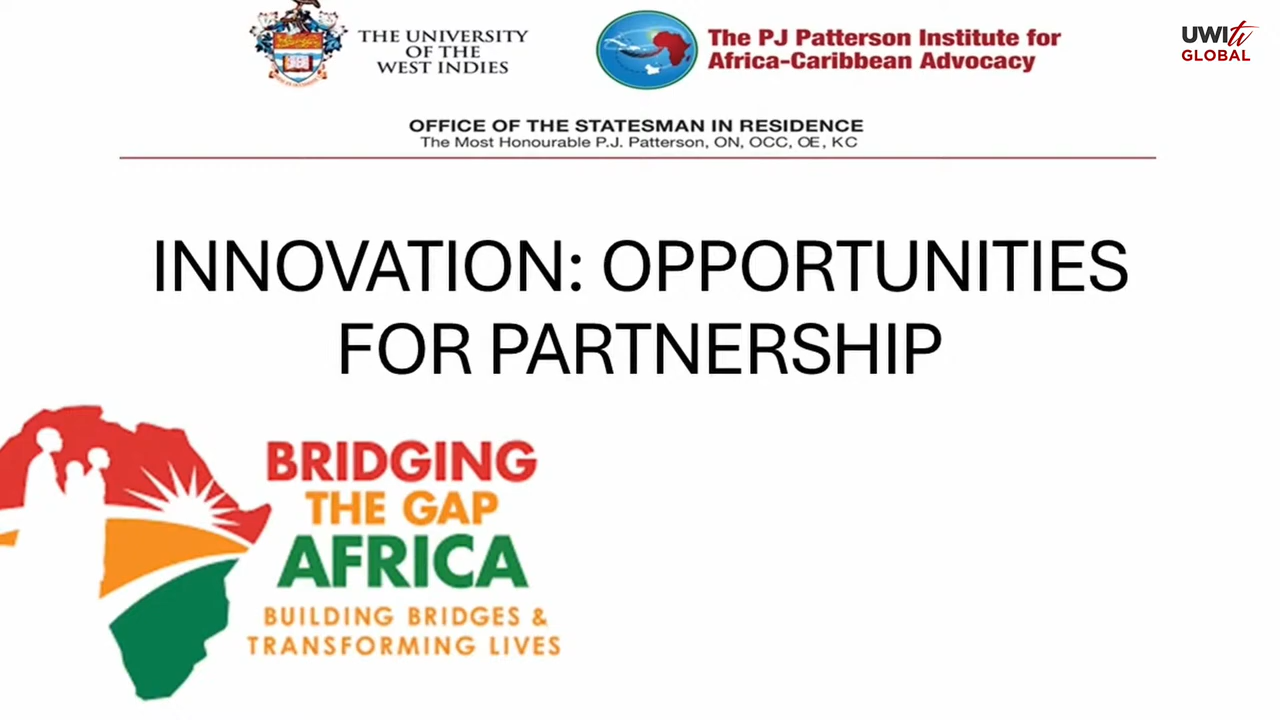 THE UNIVERSITY
OF THE
WEST INDIES
The PJ Patterson Institute for
Africa-Caribbean Advocacy
UWItv
GLOBAL
OFFICE OF THE STATESMAN IN RESIDENCE
The Most Honourable P.J. Patterson, ON, OCC, OE, KC
INNOVATION: OPPORTUNITIES
FOR PARTNERSHIP
BRIDGING
THE GAP
AFRICA
BUILDING BRIDGES &
TRANSFORMING LIVES